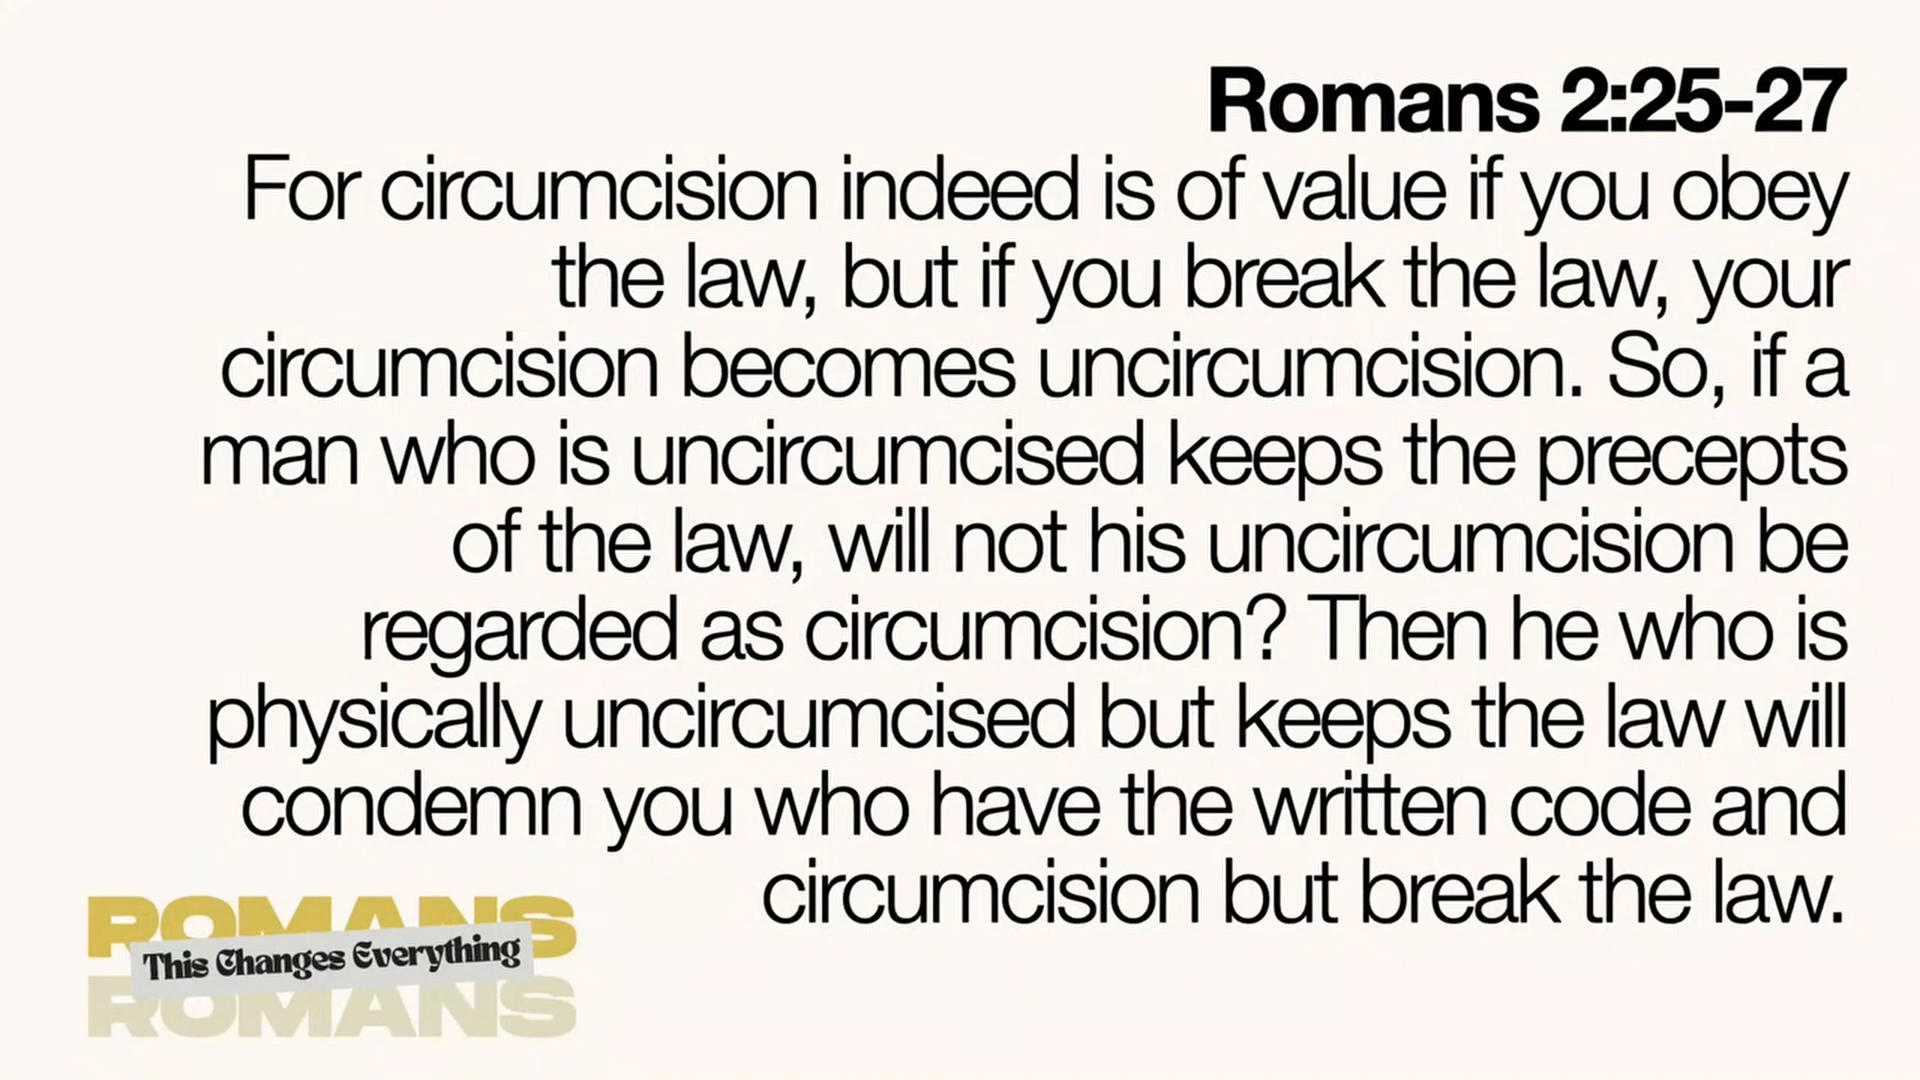 Romans 2:25-27
For circumcision indeed is of value if you obey
the law, but if you break the law, your
circumcision becomes uncircumcision. So, if a
man who is uncircumcised keeps the precepts
of the law, will not his uncircumcision be
regarded as circumcision? Then he who is
physically uncircumcised but keeps the law will
condemn you who have the written code and
circumcision but break the law.
ROMANS
This Changes Everything
ROMANS